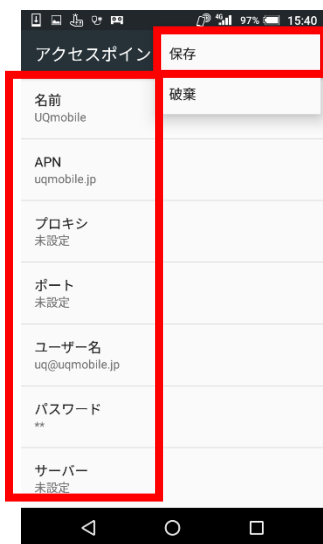 97% 15:40
アクセスポイン
保存
破棄
名前
UQmobile
APN
uqmobile.jp
プロキシ
未設定
ポート
未設定
ユーザー名
uq@uqmobile.jp
パスワード
**
サーバー
未設定